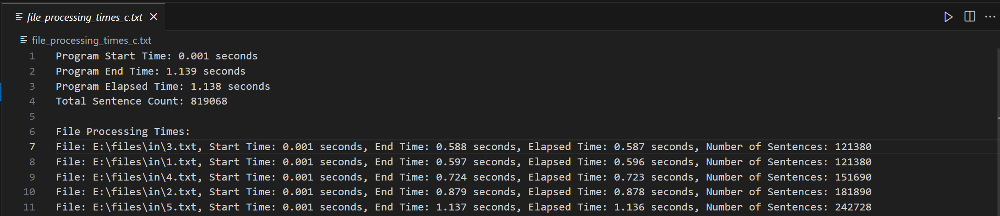 file_processing_times_c.txt
file_processing_times_c.txt
1 Program Start Time: 0.001 seconds
2 Program End Time: 1.139 seconds
3 Program Elapsed Time: 1.138 seconds
4 Total Sentence Count: 819068
5
6 File Processing Times:
7 File: E:\files\in\3.txt, Start Time: 0.001 seconds, End Time: 0.588 seconds, Elapsed Time: 0.587 seconds, Number of Sentences: 121380
8 File: E:\files\in\1.txt, Start Time: 0.001 seconds, End Time: 0.597 seconds, Elapsed Time: 0.596 seconds, Number of Sentences: 121380
9 File: E:\files\in\4.txt, Start Time: 0.001 seconds, End Time: 0.724 seconds, Elapsed Time: 0.723 seconds, Number of Sentences: 151690
10 File: E:\files\in\2.txt, Start Time: 0.001 seconds, End Time: 0.879 seconds, Elapsed Time: 0.878 seconds, Number of Sentences: 181890
11 File: E:\files\in\5.txt, Start Time: 0.001 seconds, End Time: 1.137 seconds, Elapsed Time: 1.136 seconds, Number of Sentences: 242728